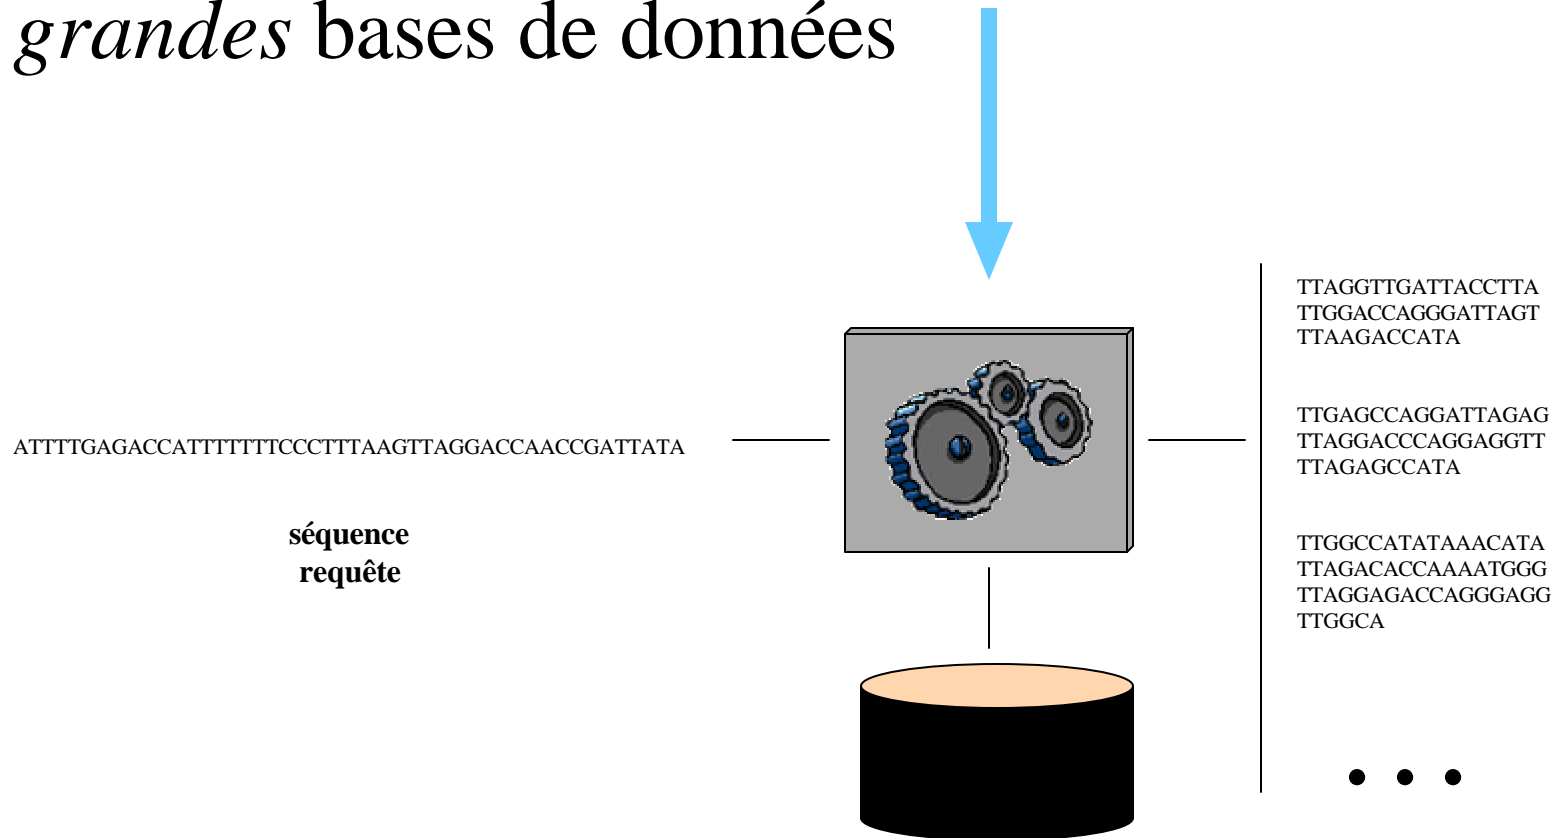 grandes bases de données
ATTTTGAGACCATTTTTTTCCCTTTAAGTTAGGACCAACCGATTATA
séquence
requête
TTAGGTTGATTACCTTA
TTGGACCAGGGATTAGT
TTAAGACCATA
TTGAGCCAGGATTAGAG
TTAGGACCCAGGAGGTT
TTAGAGCCATA
TTGGCCATATAAACATA
TTAGACACCAAAATGGG
TTAGGAGACCAGGGAGG
TTGGCA
• • •